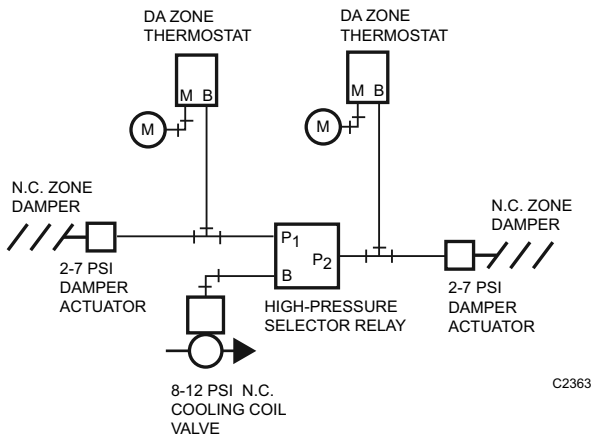 DA ZONE
THERMOSTAT
DA ZONE
THERMOSTAT
M B
M B
M
M
N.C. ZONE
DAMPER
N.C. ZONE
DAMPER
P1
P2
B
2-7 PSI
DAMPER
ACTUATOR
HIGH-PRESSURE
SELECTOR RELAY
2-7 PSI
DAMPER
ACTUATOR
8-12 PSI N.C.
COOLING COIL
VALVE
C2363